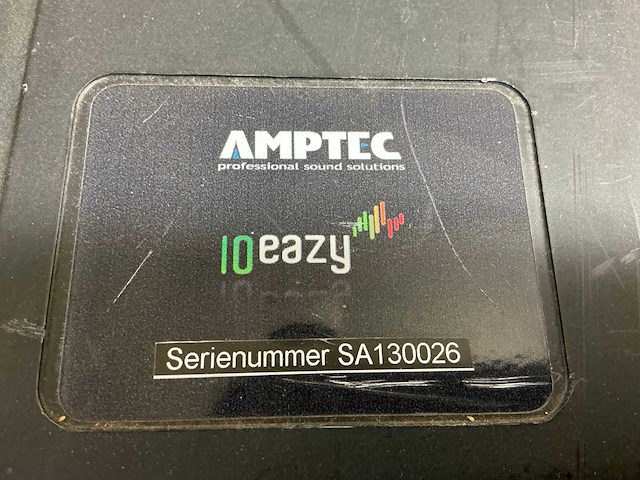 AMPTEC
professional sound solutions
10eazy
Serienummer SA130026